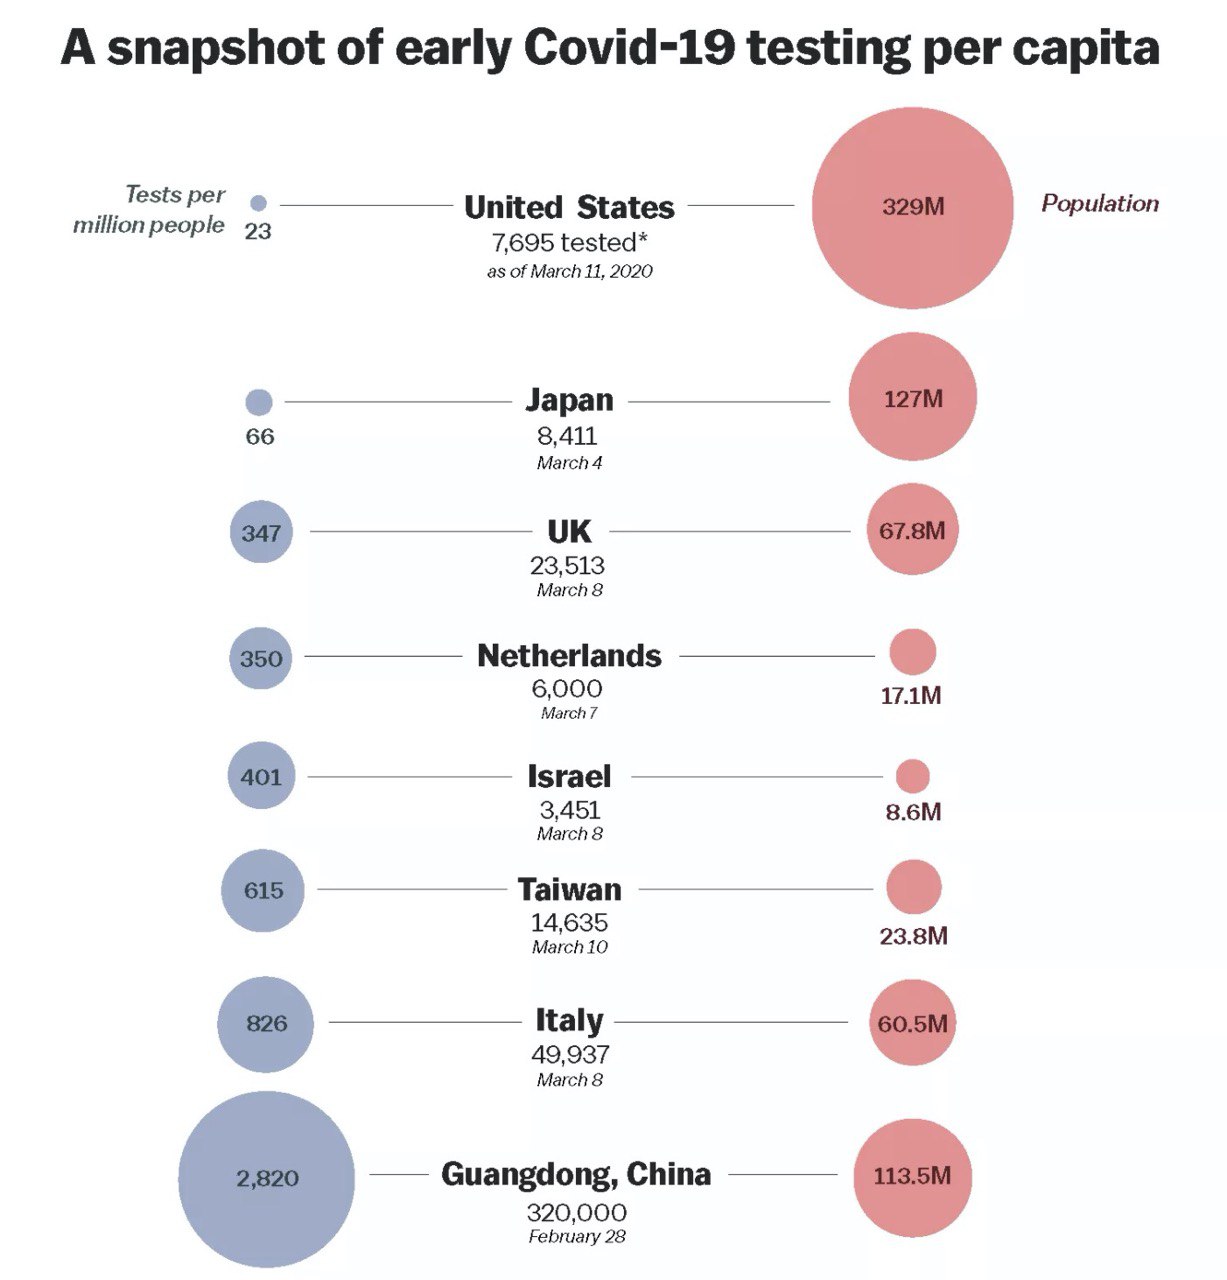 A snapshot of early Covid-19 testing per capita
Tests per
million people
23
United States
7,695 tested*
as of March 11, 2020
329M
Population
66
Japan
8,411
March 4
127M
347
UK
23,513
March 8
67.8M
350
Netherlands
6,000
March 7
17.1M
401
Israel
3,451
March 8
8.6M
615
Taiwan
14,635
March 10
23.8M
826
Italy
49,937
March 8
60.5M
2,820
Guangdong, China
320,000
February 28
113.5M